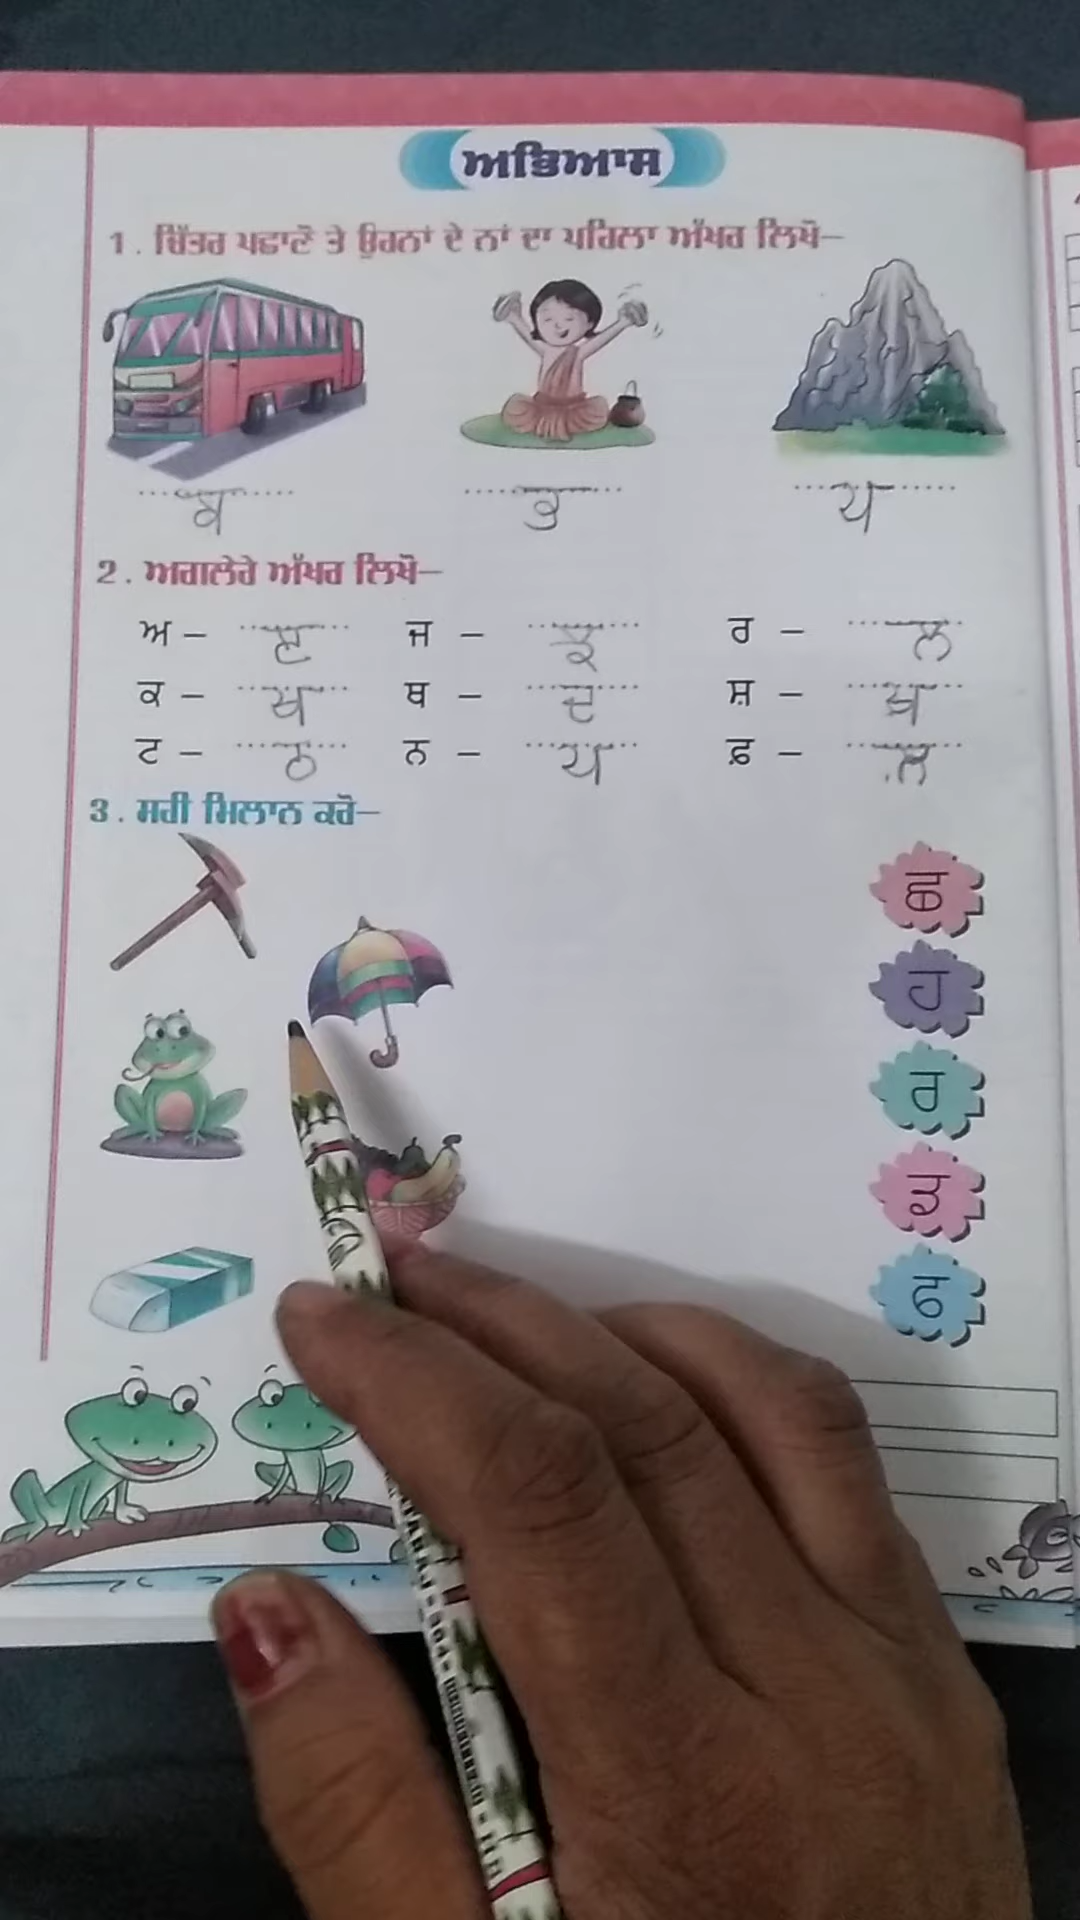 ਅਭਿਆਸ
1. ਚਿੱਤਰ ਪਛਾਣੋ ਤੇ ਉਹਨਾਂ ਦੇ ਨਾਂ ਦਾ ਪਹਿਲਾ ਅੱਖਰ ਲਿਖੋ–
ਬ ਭ ਪ
2. ਅਗਲੇਰੇ ਅੱਖਰ ਲਿਖੋ–
ਅ – ੲ ਜ – ਝ ਰ – ਲ
ਕ – ਖ ਥ – ਦ ਸ਼ – ਖ਼
ਟ – ਠ ਨ – ਪ ਫ਼ – ਲ਼
3. ਸਹੀ ਮਿਲਾਨ ਕਰੋ–
ਛ
ਹ
ਰ
ੜ
ਫ